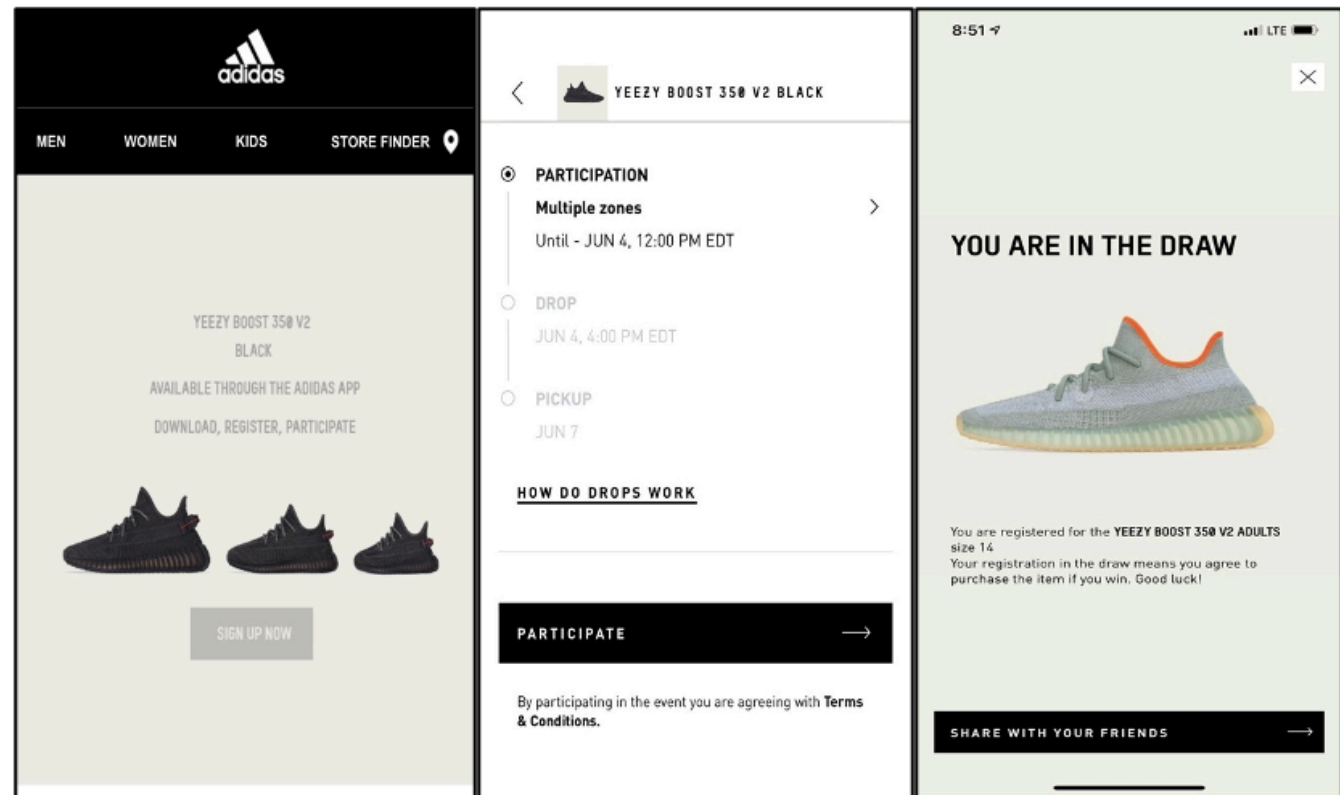 adidas
MEN WOMEN KIDS STORE FINDER
YEEZY BOOST 350 V2
BLACK
AVAILABLE THROUGH THE ADIDAS APP
DOWNLOAD, REGISTER, PARTICIPATE
SIGN UP NOW
YEEZY BOOST 350 V2 BLACK
PARTICIPATION
Multiple zones
Until - JUN 4, 12:00 PM EDT
DROP
JUN 4, 4:00 PM EDT
PICKUP
JUN 7
HOW DO DROPS WORK
PARTICIPATE
By participating in the event you are agreeing with Terms
& Conditions.
8:51 LTE
YOU ARE IN THE DRAW
You are registered for the YEEZY BOOST 350 V2 ADULTS
size 14
Your registration in the draw means you agree to
purchase the item if you win. Good luck!
SHARE WITH YOUR FRIENDS